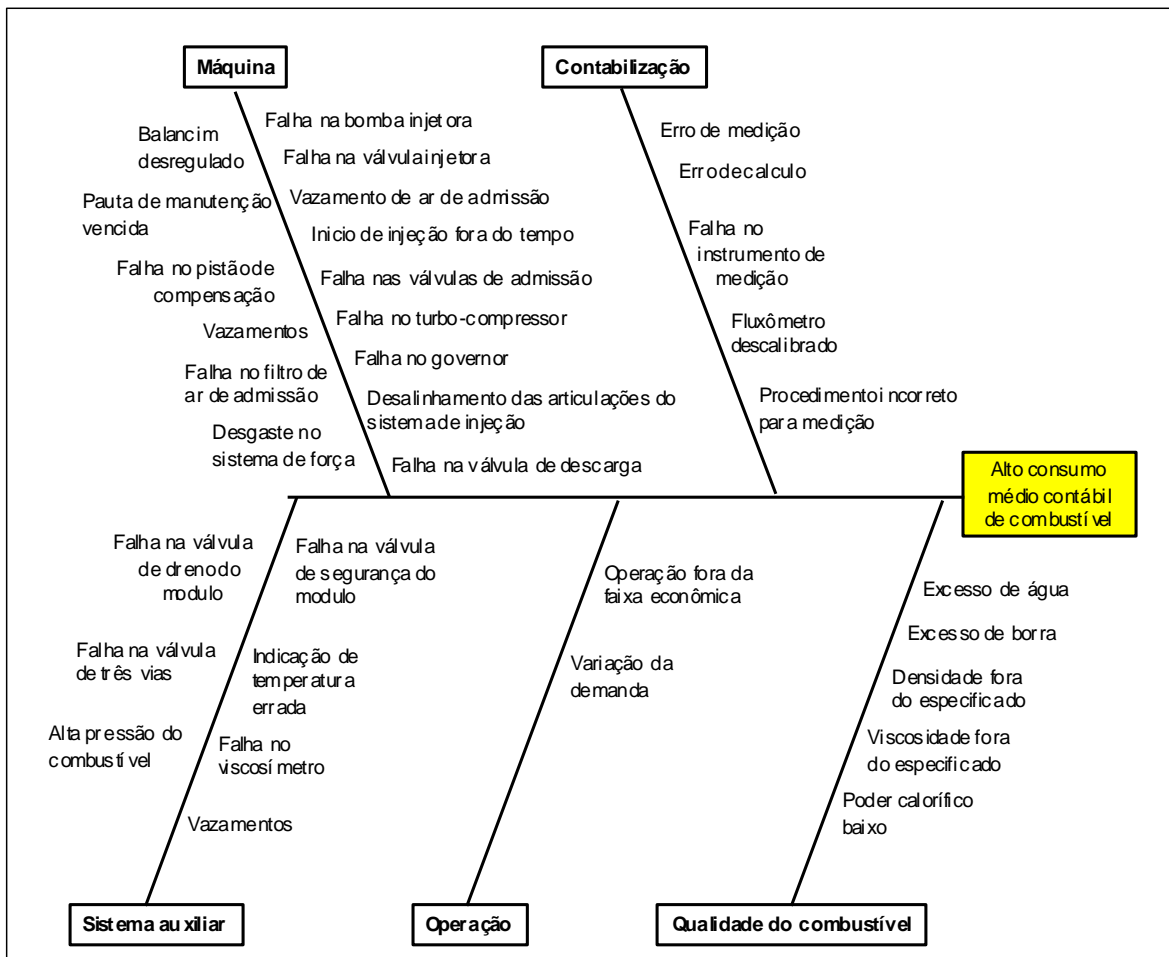 Máquina
Contabilização
Balancim
desregulado
Pauta de manutenção
vencida
Falha no pistão de
compensação
Vazamentos
Falha no filtro de
ar de admissão
Desgaste no
sistema de força
Falha na bomba injetora
Falha na válvula injetora
Vazamento de ar de admissão
Inicio de injeção fora do tempo
Falha nas válvulas de admissão
Falha no turbo-compressor
Falha no governor
Desalinhamento das articulações do
sistema de injeção
Falha na válvula de descarga
Erro de medição
Erro de calculo
Falha no
instrumento de
medição
Fluxômetro
descalibrado
Procedimento incorreto
para medição
Alto consumo
médio contábil
de combustível
Falha na válvula
de dreno do
modulo
Falha na válvula
de três vias
Alta pressão do
combustível
Falha na válvula
de segurança do
modulo
Indicação de
temperatura
errada
Falha no
viscosímetro
Vazamentos
Operação fora da
faixa econômica
Variação da
demanda
Excesso de água
Excesso de borra
Densidade fora
do especificado
Viscosidade fora
do especificado
Poder calorífico
baixo
Sistema auxiliar
Operação
Qualidade do combustível